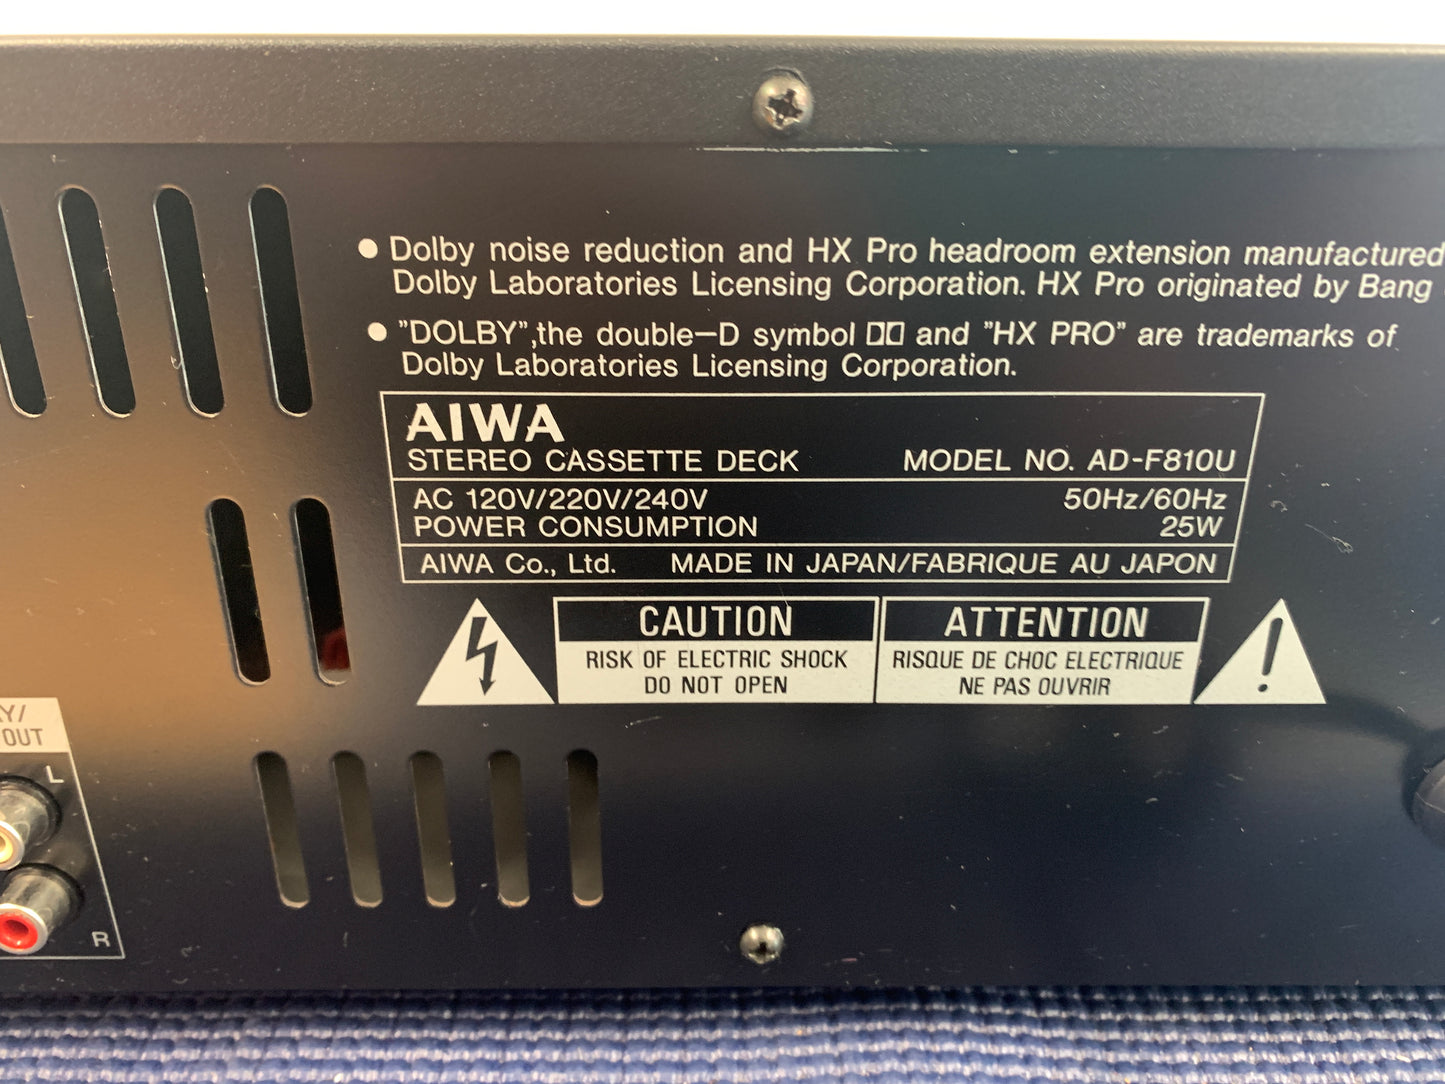 ● Dolby noise reduction and HX Pro headroom extension manufactured
Dolby Laboratories Licensing Corporation. HX Pro originated by Bang
● "DOLBY",the double-D symbol and "HX PRO" are trademarks of
Dolby Laboratories Licensing Corporation.
AIWA
STEREO CASSETTE DECK MODEL NO. AD-F810U
AC 120V/220V/240V 50Hz/60Hz
POWER CONSUMPTION 25W
AIWA Co., Ltd. MADE IN JAPAN/FABRIQUE AU JAPON
CAUTION
RISK OF ELECTRIC SHOCK
DO NOT OPEN
ATTENTION
RISQUE DE CHOC ELECTRIQUE
NE PAS OUVRIR
Y/
OUT
L
R